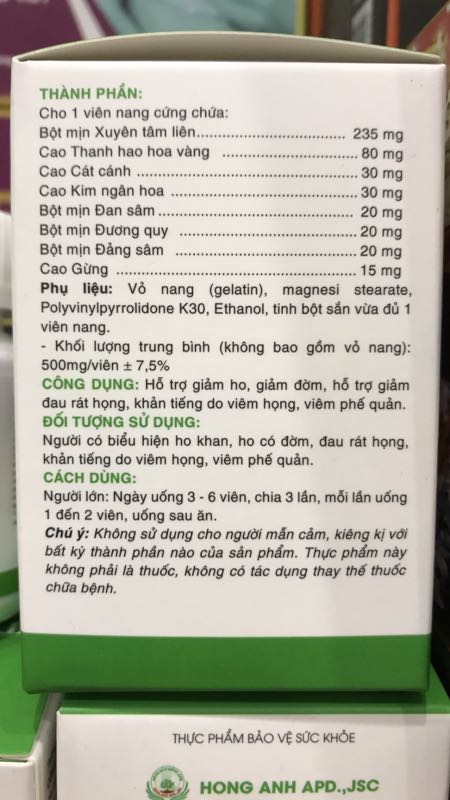 THÀNH PHẦN:
Cho 1 viên nang cứng chứa:
Bột mịn Xuyên tâm liên................................ 235 mg
Cao Thanh hao hoa vàng ............................ 80 mg
Cao Cát cánh ............................................. 30 mg
Cao Kim ngân hoa ..................................... 30 mg
Bột mịn Đan sâm........................................ 20 mg
Bột mịn Đương quy .................................... 20 mg
Bột mịn Đảng sâm ..................................... 20 mg
Cao Gừng .................................................. 15 mg
Phụ liệu: Vỏ nang (gelatin), magnesi stearate,
Polyvinylpyrrolidone K30, Ethanol, tinh bột sắn vừa đủ 1
viên nang.
- Khối lượng trung bình (không bao gồm vỏ nang):
500mg/viên ± 7,5%
CÔNG DỤNG: Hỗ trợ giảm ho, giảm đờm, hỗ trợ giảm
đau rát họng, khản tiếng do viêm họng, viêm phế quản.
ĐỐI TƯỢNG SỬ DỤNG:
Người có biểu hiện ho khan, ho có đờm, đau rát họng,
khản tiếng do viêm họng, viêm phế quản.
CÁCH DÙNG:
Người lớn: Ngày uống 3 - 6 viên, chia 3 lần, mỗi lần uống
1 đến 2 viên, uống sau ăn.
Chú ý: Không sử dụng cho người mẫn cảm, kiêng kị với
bất kỳ thành phần nào của sản phẩm. Thực phẩm này
không phải là thuốc, không có tác dụng thay thế thuốc
chữa bệnh.
THỰC PHẨM BẢO VỆ SỨC KHỎE
HONG ANH APD.,JSC